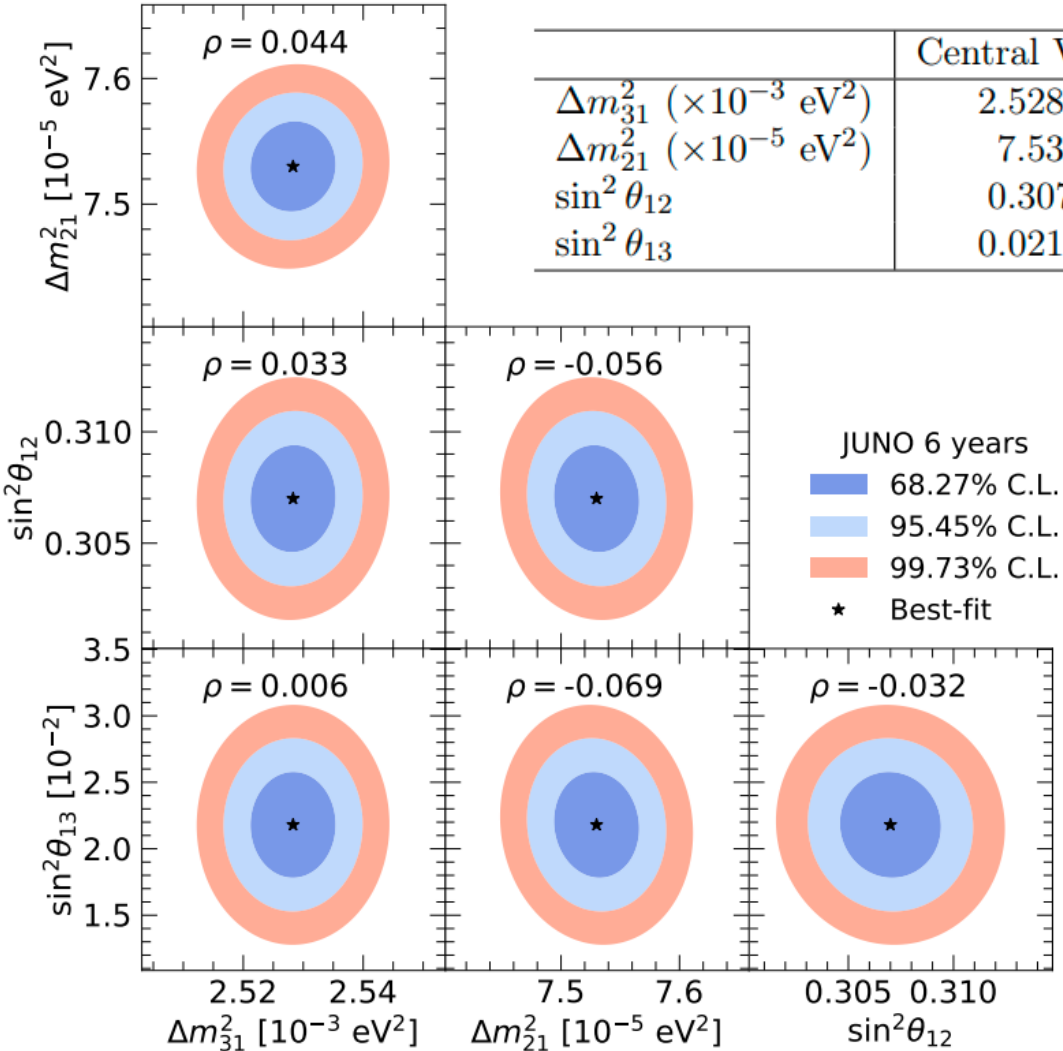 ρ = 0.044
7.6
7.5
Δm²₂₁ [10⁻⁵ eV²]
Central V
Δm²₃₁ (×10⁻³ eV²) 2.528
Δm²₂₁ (×10⁻⁵ eV²) 7.53
sin² θ₁₂ 0.307
sin² θ₁₃ 0.021
ρ = 0.033
ρ = -0.056
0.310
0.305
sin²θ₁₂
JUNO 6 years
68.27% C.L.
95.45% C.L.
99.73% C.L.
Best-fit
ρ = 0.006
ρ = -0.069
ρ = -0.032
3.5
3.0
2.5
2.0
1.5
sin²θ₁₃ [10⁻²]
2.52 2.54
7.5 7.6
0.305 0.310
Δm²₃₁ [10⁻³ eV²]
Δm²₂₁ [10⁻⁵ eV²]
sin²θ₁₂